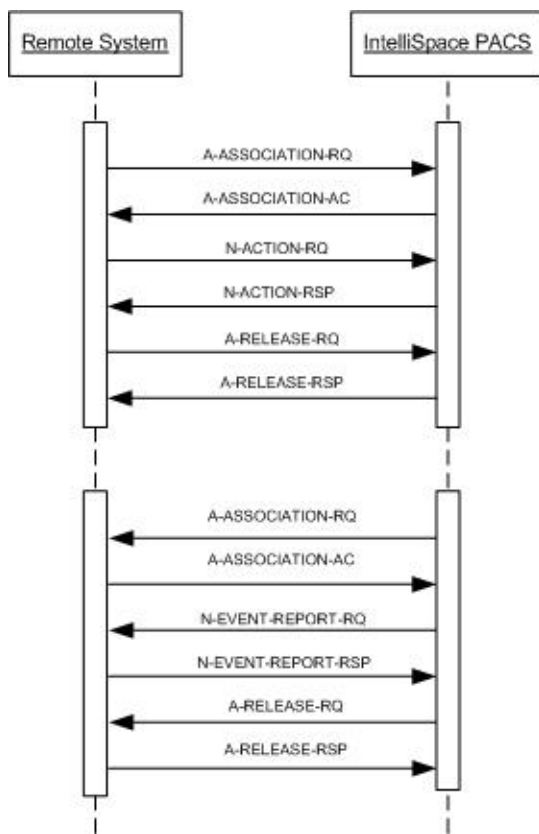 Remote System
IntelliSpace PACS
A-ASSOCIATION-RQ
A-ASSOCIATION-AC
N-ACTION-RQ
N-ACTION-RSP
A-RELEASE-RQ
A-RELEASE-RSP
A-ASSOCIATION-RQ
A-ASSOCIATION-AC
N-EVENT-REPORT-RQ
N-EVENT-REPORT-RSP
A-RELEASE-RQ
A-RELEASE-RSP